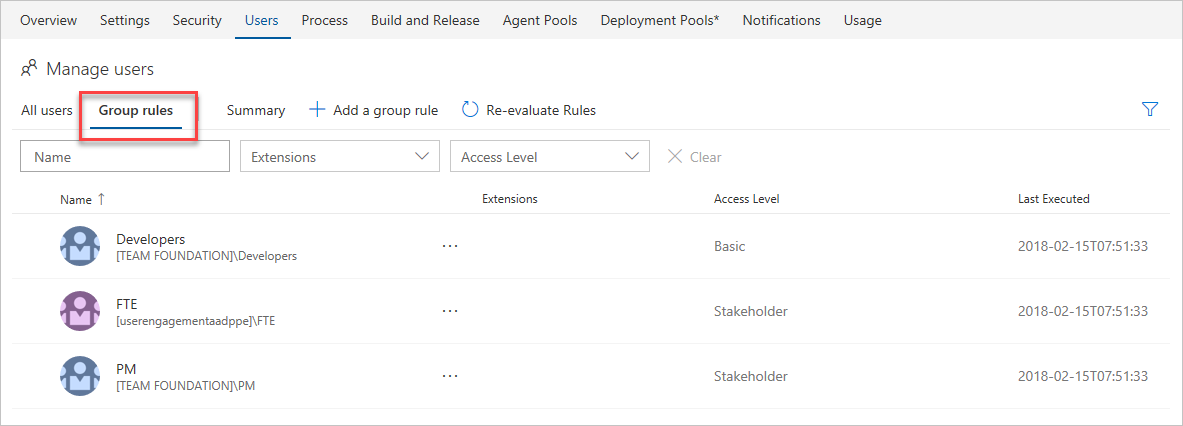 Overview Settings Security Users Process Build and Release Agent Pools Deployment Pools* Notifications Usage
Manage users
All users Group rules Summary Add a group rule Re-evaluate Rules
Name Extensions Access Level Clear
Name Extensions Access Level Last Executed
Developers
[TEAM FOUNDATION]\Developers ... Basic 2018-02-15T07:51:33
FTE
[userengagementaadppe]\FTE ... Stakeholder 2018-02-15T07:51:33
PM
[TEAM FOUNDATION]\PM ... Stakeholder 2018-02-15T07:51:33